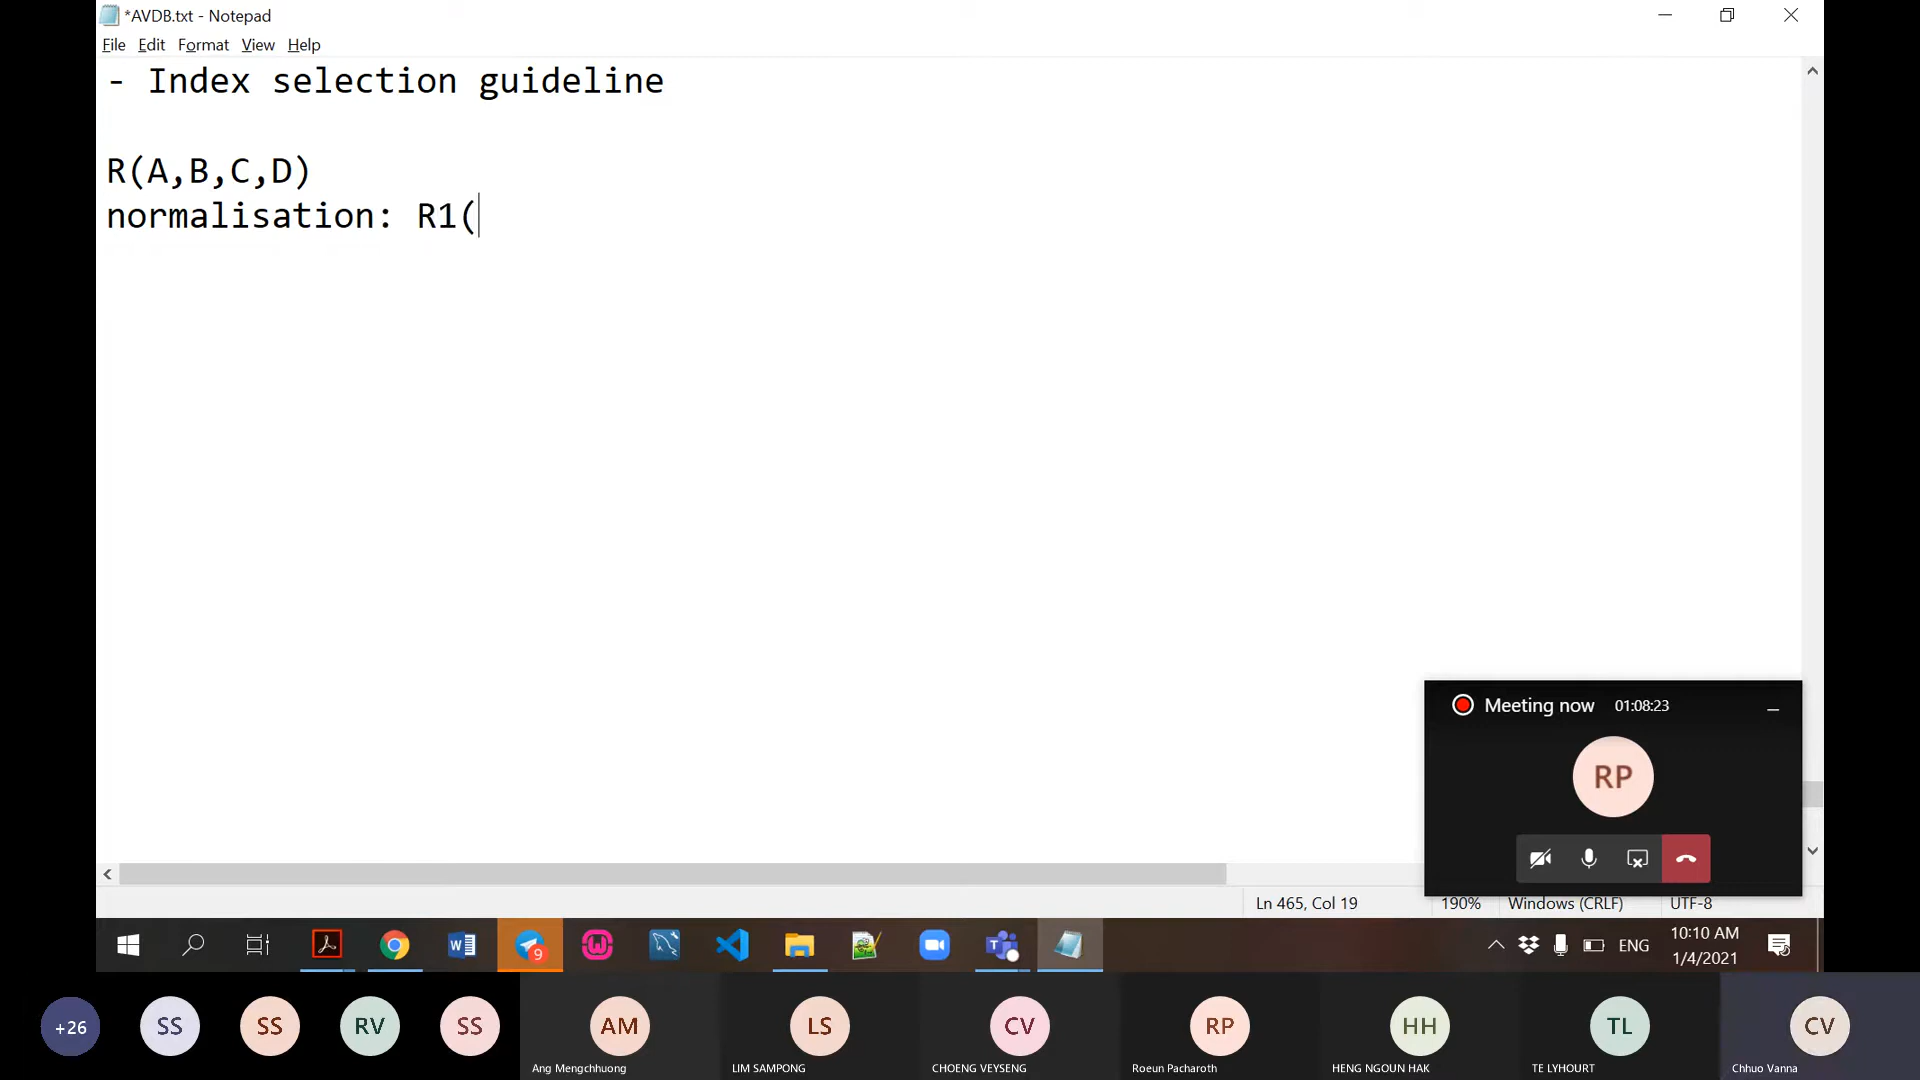 *AVDB.txt - Notepad
File Edit Format View Help
- Index selection guideline
R(A,B,C,D)
normalisation: R1(
Meeting now 01:08:23
RP
Ln 465, Col 19 190% Windows (CRLF) UTF-8
9
ENG
10:10 AM
1/4/2021
+26 SS SS RV SS AM LS CV RP HH TL CV
Ang Mengchhuong LIM SAMPONG CHOENG VEYSENG Roeun Pacharoth HENG NGOUN HAK TE LYHOURT Chhuo Vanna